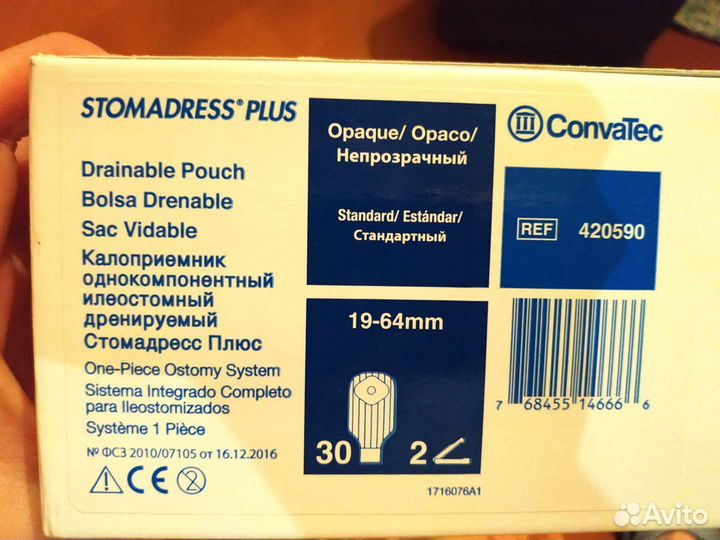 STOMADRESS® PLUS
Drainable Pouch
Bolsa Drenable
Sac Vidable
Калоприемник
однокомпонентный
илеостомный
дренируемый
Стомадресс Плюс
One-Piece Ostomy System
Sistema Integrado Completo
para Ileostomizados
Système 1 Pièce
№ ФСЗ 2010/07105 от 16.12.2016
CE 2
Opaque/ Opaco/
Непрозрачный
Standard/ Estándar/
Стандартный
19-64mm
30 2
1716076A1
ConvaTec
REF 420590
7 68455 14666 6
Avito